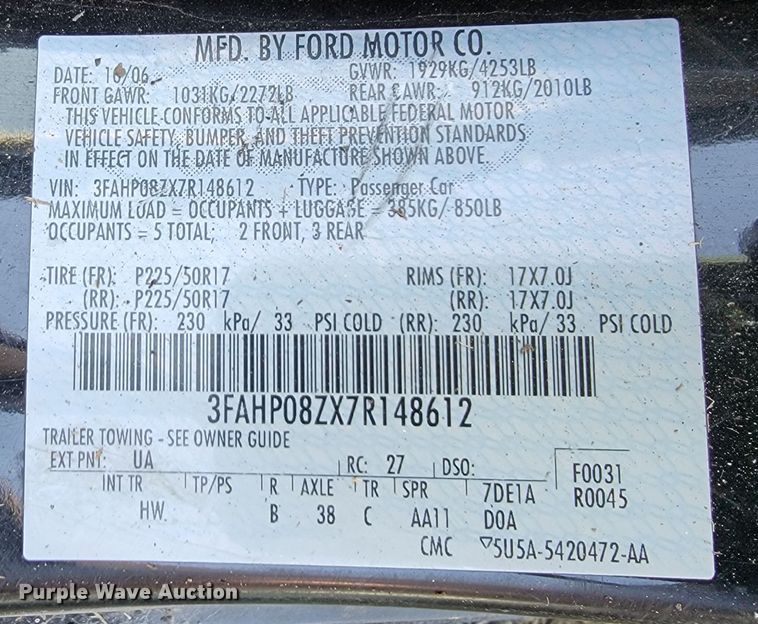 MFD. BY FORD MOTOR CO.
DATE: 10/06 GVWR: 1929KG/4253LB
FRONT GAWR: 1031KG/2272LB REAR GAWR: 912KG/2010LB
THIS VEHICLE CONFORMS TO ALL APPLICABLE FEDERAL MOTOR
VEHICLE SAFETY, BUMPER, AND THEFT PREVENTION STANDARDS
IN EFFECT ON THE DATE OF MANUFACTURE SHOWN ABOVE.
VIN: 3FAHP08ZX7R148612 TYPE: Passenger Car
MAXIMUM LOAD = OCCUPANTS + LUGGAGE = 385KG/ 850LB
OCCUPANTS = 5 TOTAL; 2 FRONT, 3 REAR
TIRE (FR): P225/50R17 RIMS (FR): 17X7.0J
(RR): P225/50R17 (RR): 17X7.0J
PRESSURE (FR): 230 kPa/ 33 PSI COLD (RR): 230 kPa/ 33 PSI COLD
3FAHP08ZX7R148612
TRAILER TOWING - SEE OWNER GUIDE
EXT PNT: UA RC: 27 DSO: F0031
INT TR TP/PS R AXLE TR SPR 7DE1A R0045
HW. B 38 C AA11 D0A
CMC ▽5U5A-5420472-AA
Purple Wave Auction